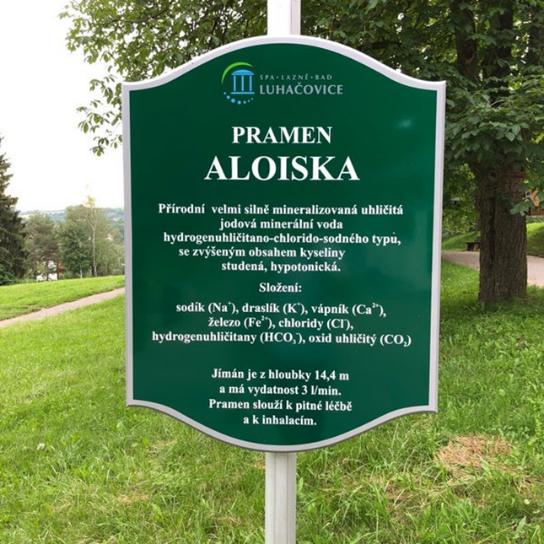 SPA • LÁZNĚ • BAD
LUHAČOVICE
PRAMEN
ALOISKA
Přírodní velmi silně mineralizovaná uhličitá
jodová minerální voda
hydrogenuhličitano-chlorido-sodného typu,
se zvýšeným obsahem kyseliny
studená, hypotonická.
Složení:
sodík (Na⁺), draslík (K⁺), vápník (Ca²⁺),
železo (Fe²⁺), chloridy (Cl⁻),
hydrogenuhličitany (HCO₃⁻), oxid uhličitý (CO₂)
Jímán je z hloubky 14,4 m
a má vydatnost 3 l/min.
Pramen slouží k pitné léčbě
a k inhalacím.